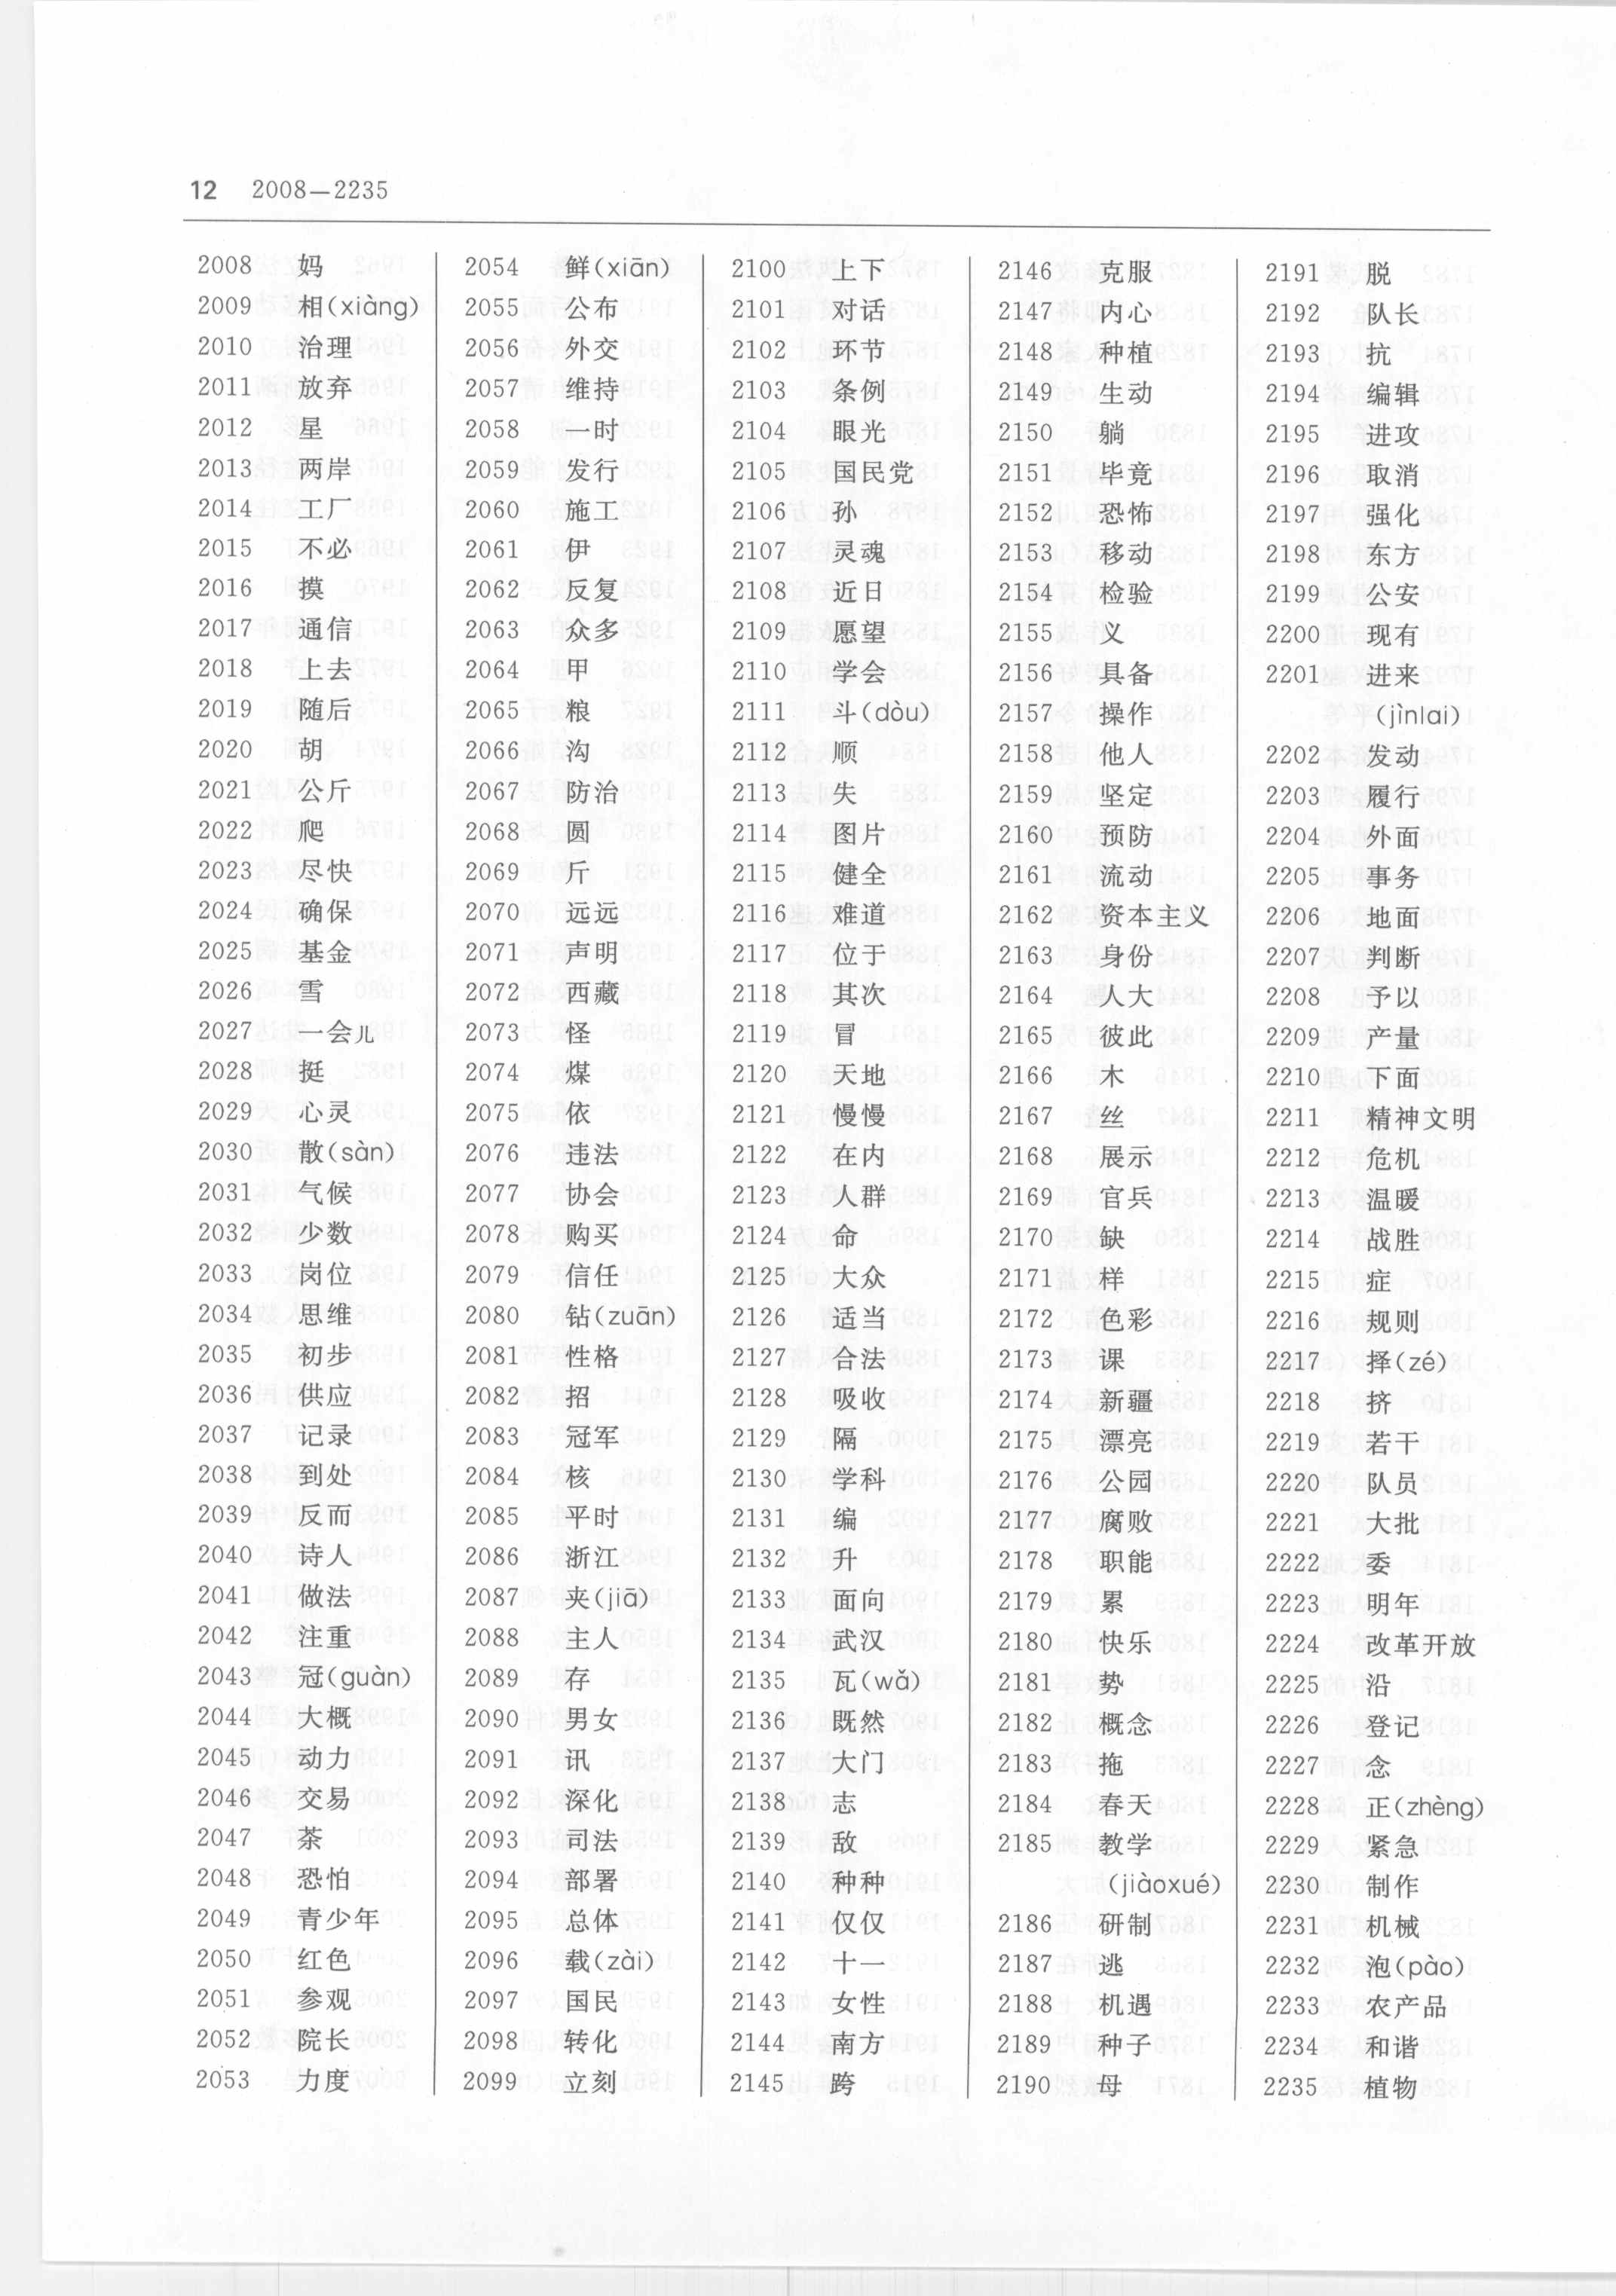 12 2008—2235
2008 妈
2009 相(xiàng)
2010 治理
2011 放弃
2012 星
2013 两岸
2014 工厂
2015 不必
2016 摸
2017 通信
2018 上去
2019 随后
2020 胡
2021 公斤
2022 爬
2023 尽快
2024 确保
2025 基金
2026 雪
2027 一会儿
2028 挺
2029 心灵
2030 散(sàn)
2031 气候
2032 少数
2033 岗位
2034 思维
2035 初步
2036 供应
2037 记录
2038 到处
2039 反而
2040 诗人
2041 做法
2042 注重
2043 冠(guàn)
2044 大概
2045 动力
2046 交易
2047 茶
2048 恐怕
2049 青少年
2050 红色
2051 参观
2052 院长
2053 力度
2054 鲜(xiān)
2055 公布
2056 外交
2057 维持
2058 一时
2059 发行
2060 施工
2061 伊
2062 反复
2063 众多
2064 甲
2065 粮
2066 沟
2067 防治
2068 圆
2069 斤
2070 远远
2071 声明
2072 西藏
2073 怪
2074 煤
2075 依
2076 违法
2077 协会
2078 购买
2079 信任
2080 钻(zuān)
2081 性格
2082 招
2083 冠军
2084 核
2085 平时
2086 浙江
2087 夹(jiā)
2088 主人
2089 存
2090 男女
2091 讯
2092 深化
2093 司法
2094 部署
2095 总体
2096 载(zài)
2097 国民
2098 转化
2099 立刻
2100 上下
2101 对话
2102 环节
2103 条例
2104 眼光
2105 国民党
2106 孙
2107 灵魂
2108 近日
2109 愿望
2110 学会
2111 斗(dòu)
2112 顺
2113 失
2114 图片
2115 健全
2116 难道
2117 位于
2118 其次
2119 冒
2120 天地
2121 慢慢
2122 在内
2123 人群
2124 命
2125 大众
2126 适当
2127 合法
2128 吸收
2129 隔
2130 学科
2131 编
2132 升
2133 面向
2134 武汉
2135 瓦(wǎ)
2136 既然
2137 大门
2138 志
2139 敌
2140 种种
2141 仅仅
2142 十一
2143 女性
2144 南方
2145 跨
2146 克服
2147 内心
2148 种植
2149 生动
2150 躺
2151 毕竟
2152 恐怖
2153 移动
2154 检验
2155 义
2156 具备
2157 操作
2158 他人
2159 坚定
2160 预防
2161 流动
2162 资本主义
2163 身份
2164 人大
2165 彼此
2166 木
2167 丝
2168 展示
2169 官兵
2170 缺
2171 样
2172 色彩
2173 课
2174 新疆
2175 漂亮
2176 公园
2177 腐败
2178 职能
2179 累
2180 快乐
2181 势
2182 概念
2183 拖
2184 春天
2185 教学
(jiàoxué)
2186 研制
2187 逃
2188 机遇
2189 种子
2190 母
2191 脱
2192 队长
2193 抗
2194 编辑
2195 进攻
2196 取消
2197 强化
2198 东方
2199 公安
2200 现有
2201 进来
(jìnlai)
2202 发动
2203 履行
2204 外面
2205 事务
2206 地面
2207 判断
2208 予以
2209 产量
2210 下面
2211 精神文明
2212 危机
2213 温暖
2214 战胜
2215 症
2216 规则
2217 择(zé)
2218 挤
2219 若干
2220 队员
2221 大批
2222 委
2223 明年
2224 改革开放
2225 沿
2226 登记
2227 念
2228 正(zhèng)
2229 紧急
2230 制作
2231 机械
2232 泡(pào)
2233 农产品
2234 和谐
2235 植物